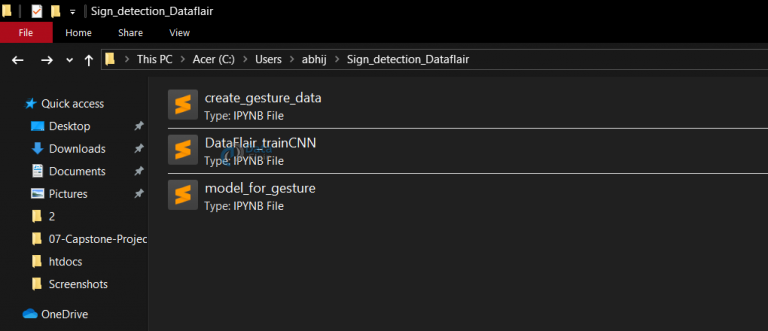 Sign_detection_Dataflair
File Home Share View
This PC > Acer (C:) > Users > abhij > Sign_detection_Dataflair
Quick access
Desktop
Downloads
Documents
Pictures
2
07-Capstone-Projec
htdocs
Screenshots
OneDrive
create_gesture_data
Type: IPYNB File
DataFlair_trainCNN
Type: IPYNB File
model_for_gesture
Type: IPYNB File